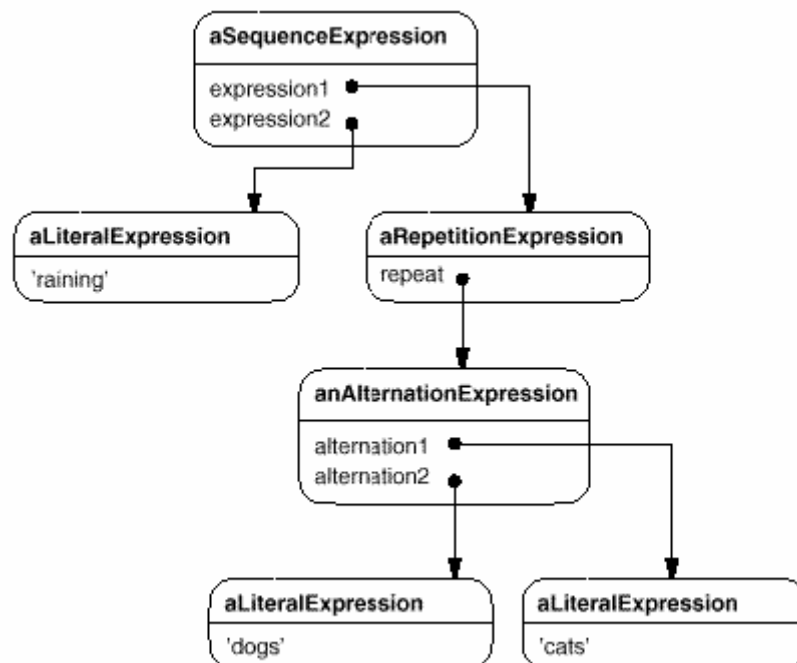 aSequenceExpression
expression1
expression2
aLiteralExpression
'raining'
aRepetitionExpression
repeat
anAlternationExpression
alternation1
alternation2
aLiteralExpression
'dogs'
aLiteralExpression
'cats'